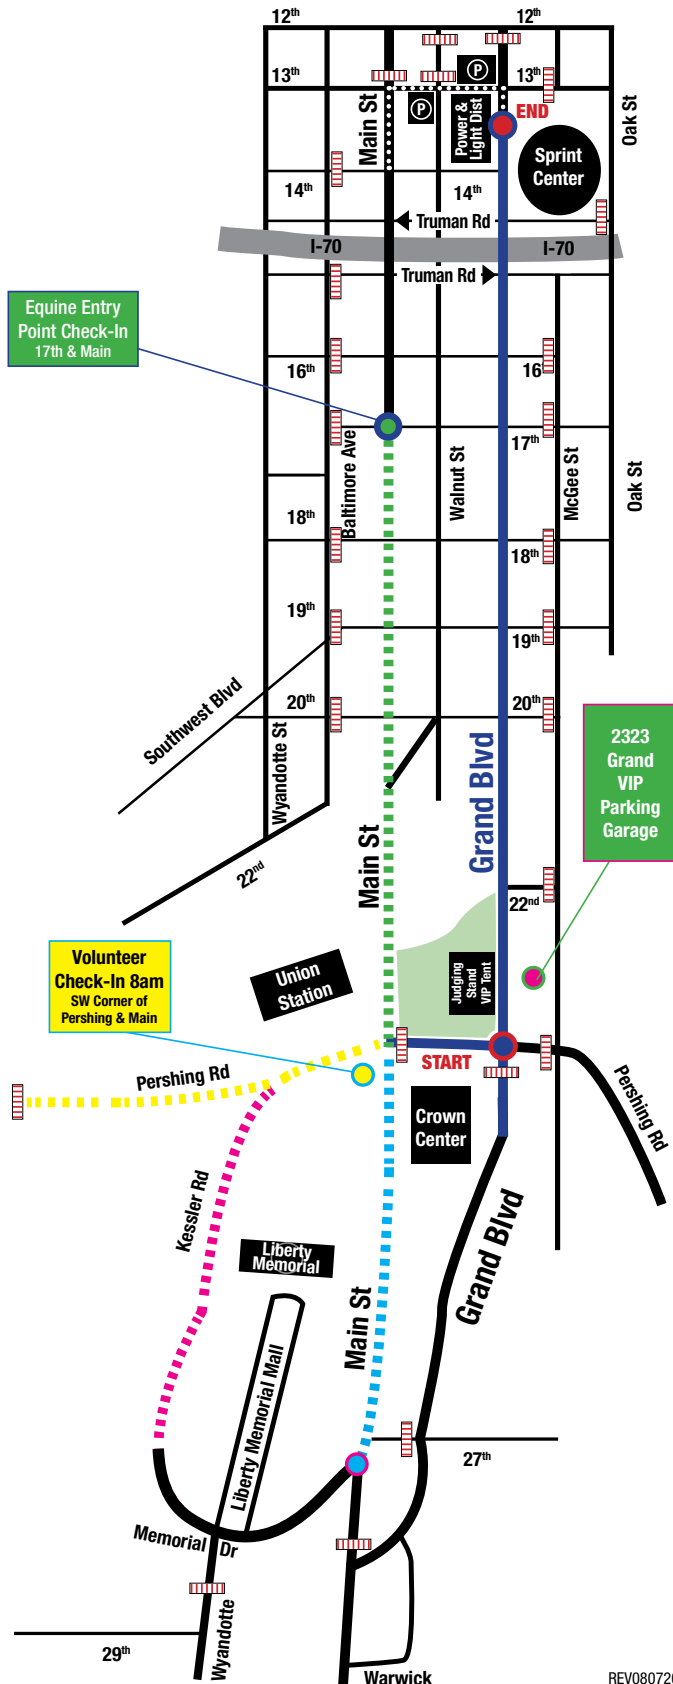 12th
12th
13th
P
13th
P
Main St
Power &
Light Dist
END
Oak St
Sprint
Center
14th
14th
Truman Rd
I-70
I-70
Truman Rd
Equine Entry
Point Check-In
17th & Main
16th
16
17th
Baltimore Ave
Walnut St
McGee St
Oak St
18th
18th
19th
19th
20th
20th
Southwest Blvd
Wyandotte St
Grand Blvd
2323
Grand
VIP
Parking
Garage
Main St
22nd
22nd
Volunteer
Check-In 8am
SW Corner of
Pershing & Main
Union
Station
Judging
Stand
VIP Tent
START
Pershing Rd
Pershing Rd
Crown
Center
Kessler Rd
Grand Blvd
Liberty
Memorial
Main St
Liberty Memorial Mall
27th
Memorial Dr
Wyandotte
29th
Warwick